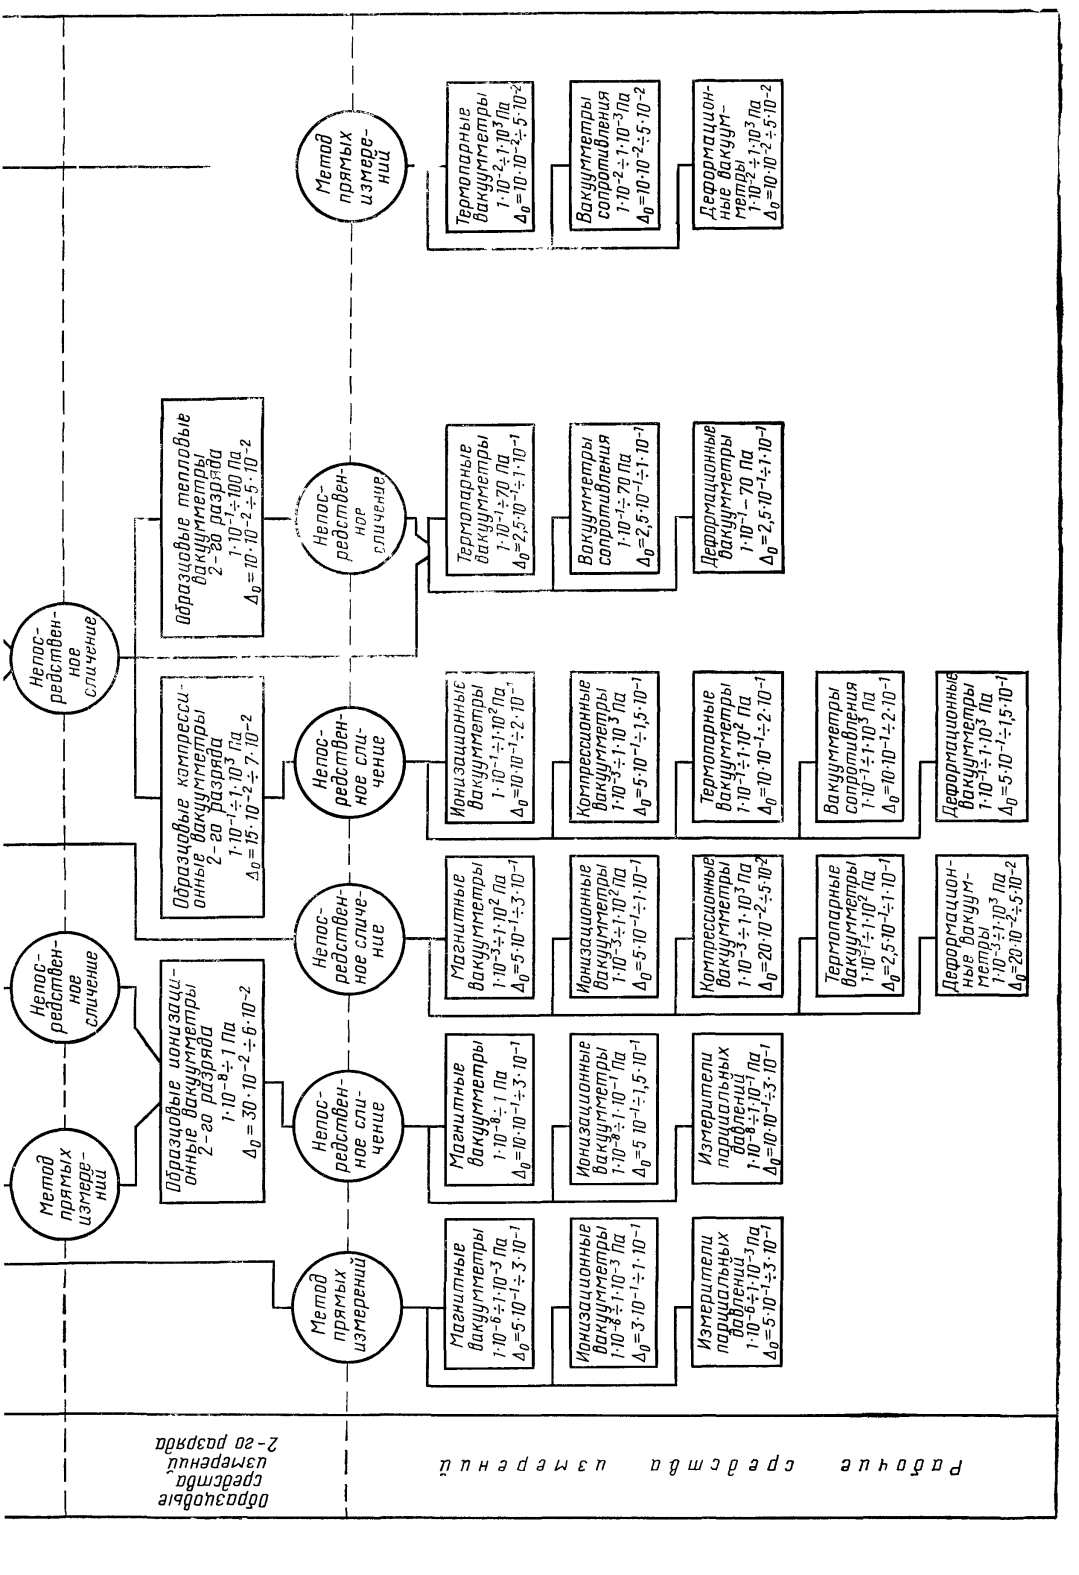 Образцовые
средства
измерений
2-го разряда
Метод
прямых
измере-
ний
Непос-
редствен-
ное
сличение
Непос-
редствен-
ное
сличение
Образцовые ионизаци-
онные вакуумметры
2-го разряда
1·10⁻⁸÷1 Па
Δ₀=30·10⁻²÷6·10⁻²
Образцовые компресси-
онные вакуумметры
2-го разряда
1·10⁻¹÷1·10³ Па
Δ₀=15·10⁻²÷7·10⁻²
Образцовые тепловые
вакуумметры
2-го разряда
1·10⁻¹÷100 Па
Δ₀=10·10⁻²÷5·10⁻²
Метод
прямых
измерений
Непос-
редствен-
ное сли-
чение
Непос-
редствен-
ное сличе-
ние
Непос-
редствен-
ное сли-
чение
Непос-
редствен-
ное
сличение
Метод
прямых
измере-
ний
Рабочие средства измерений
Магнитные
вакуумметры
1·10⁻⁶÷1·10⁻³ Па
Δ₀=5·10⁻¹÷3·10⁻¹
Ионизационные
вакуумметры
1·10⁻⁶÷1·10⁻³ Па
Δ₀=3·10⁻¹÷1·10⁻¹
Измерители
парциальных
давлений
1·10⁻⁶÷1·10⁻³ Па
Δ₀=5·10⁻¹÷3·10⁻¹
Магнитные
вакуумметры
1·10⁻⁸÷1 Па
Δ₀=10·10⁻¹÷3·10⁻¹
Ионизационные
вакуумметры
1·10⁻⁸÷1·10⁻¹ Па
Δ₀=5 10⁻¹÷1,5·10⁻¹
Измерители
парциальных
давлений
1·10⁻⁸÷1·10⁻¹ Па
Δ₀=10·10⁻¹÷3·10⁻¹
Магнитные
вакуумметры
1·10⁻³÷1·10² Па
Δ₀=5·10⁻¹÷3·10⁻¹
Ионизационные
вакуумметры
1·10⁻³÷1·10² Па
Δ₀=5·10⁻¹÷1·10⁻¹
Компрессионные
вакуумметры
1·10⁻³÷1·10³ Па
Δ₀=20·10⁻²÷5·10⁻²
Термопарные
вакуумметры
1·10⁻¹÷1·10² Па
Δ₀=2,5·10⁻¹÷1·10⁻¹
Деформацион-
ные вакуум-
метры
1·10⁻³÷1·10³ Па
Δ₀=20·10⁻²÷5·10⁻²
Ионизационные
вакуумметры
1·10⁻¹÷1·10² Па
Δ₀=10·10⁻¹÷2·10⁻¹
Компрессионные
вакуумметры
1·10⁻³÷1·10³ Па
Δ₀=5·10⁻¹÷1,5·10⁻¹
Термопарные
вакуумметры
1·10⁻¹÷1·10² Па
Δ₀=10·10⁻¹÷2·10⁻¹
Вакуумметры
сопротивления
1·10⁻¹÷1·10³ Па
Δ₀=10·10⁻¹÷2·10⁻¹
Деформационные
вакуумметры
1·10⁻¹÷1·10³ Па
Δ₀=5·10⁻¹÷1,5·10⁻¹
Термопарные
вакуумметры
1·10⁻¹÷70 Па
Δ₀=2,5·10⁻¹÷1·10⁻¹
Вакуумметры
сопротивления
1·10⁻¹÷70 Па
Δ₀=2,5·10⁻¹÷1·10⁻¹
Деформационные
вакуумметры
1·10⁻¹–70 Па
Δ₀=2,5·10⁻¹÷1·10⁻¹
Термопарные
вакуумметры
1·10⁻²÷1·10³ Па
Δ₀=10·10⁻²÷5·10⁻²
Вакуумметры
сопротивления
1·10⁻²÷1·10⁻³ Па
Δ₀=10·10⁻²÷5·10⁻²
Деформацион-
ные вакуум-
метры
1·10⁻²÷1·10³ Па
Δ₀=10·10⁻²÷5·10⁻²